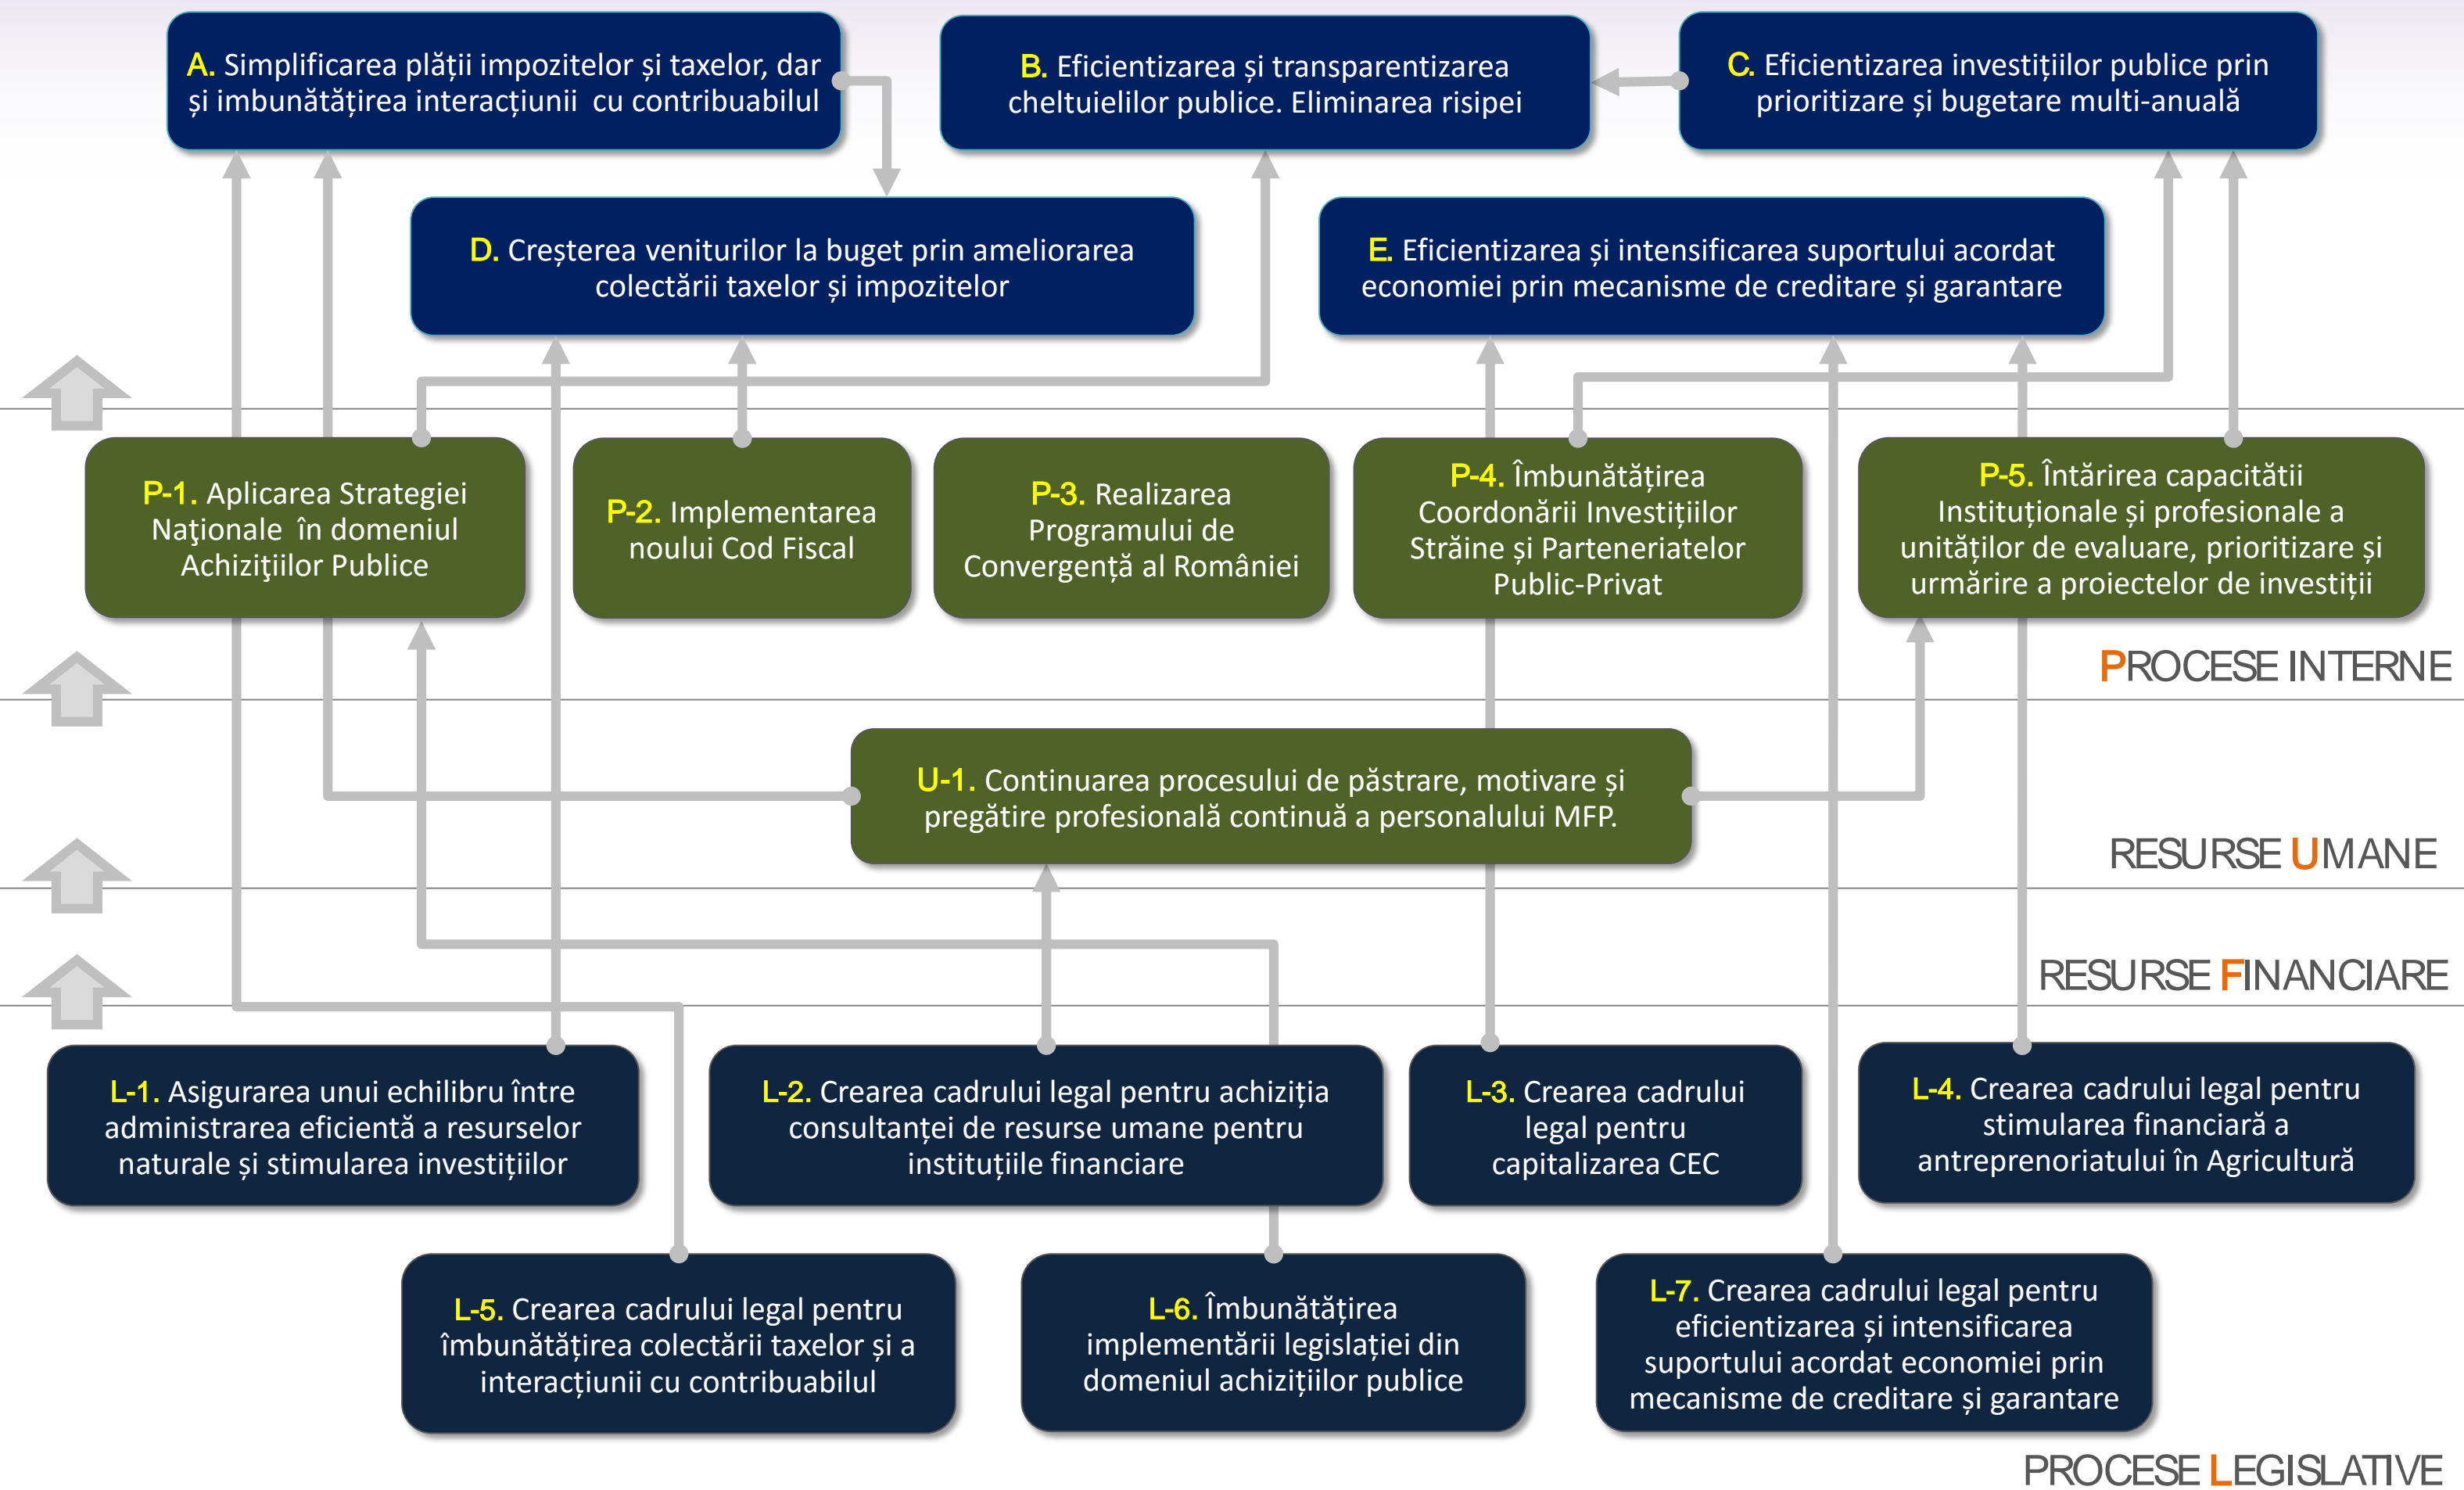 A. Simplificarea plății impozitelor și taxelor, dar
și imbunătățirea interacțiunii cu contribuabilul
B. Eficientizarea și transparentizarea
cheltuielilor publice. Eliminarea risipei
C. Eficientizarea investițiilor publice prin
prioritizare și bugetare multi-anuală
D. Creșterea veniturilor la buget prin ameliorarea
colectării taxelor și impozitelor
E. Eficientizarea și intensificarea suportului acordat
economiei prin mecanisme de creditare și garantare
P-1. Aplicarea Strategiei
Naţionale în domeniul
Achiziţiilor Publice
P-2. Implementarea
noului Cod Fiscal
P-3. Realizarea
Programului de
Convergență al României
P-4. Îmbunătățirea
Coordonării Investițiilor
Străine și Parteneriatelor
Public-Privat
P-5. Întărirea capacitătii
Instituționale și profesionale a
unităților de evaluare, prioritizare și
urmărire a proiectelor de investiții
PROCESE INTERNE
U-1. Continuarea procesului de păstrare, motivare și
pregătire profesională continuă a personalului MFP.
RESURSE UMANE
RESURSE FINANCIARE
L-1. Asigurarea unui echilibru între
administrarea eficientă a resurselor
naturale și stimularea investițiilor
L-2. Crearea cadrului legal pentru achiziția
consultanței de resurse umane pentru
instituțiile financiare
L-3. Crearea cadrului
legal pentru
capitalizarea CEC
L-4. Crearea cadrului legal pentru
stimularea financiară a
antreprenoriatului în Agricultură
L-5. Crearea cadrului legal pentru
îmbunătățirea colectării taxelor și a
interacțiunii cu contribuabilul
L-6. Îmbunătățirea
implementării legislației din
domeniul achizițiilor publice
L-7. Crearea cadrului legal pentru
eficientizarea și intensificarea
suportului acordat economiei prin
mecanisme de creditare și garantare
PROCESE LEGISLATIVE